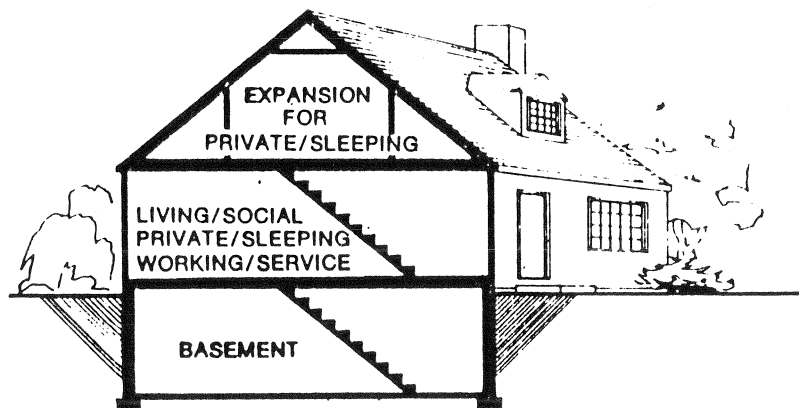 EXPANSION
FOR
PRIVATE/SLEEPING
LIVING/SOCIAL
PRIVATE/SLEEPING
WORKING/SERVICE
BASEMENT